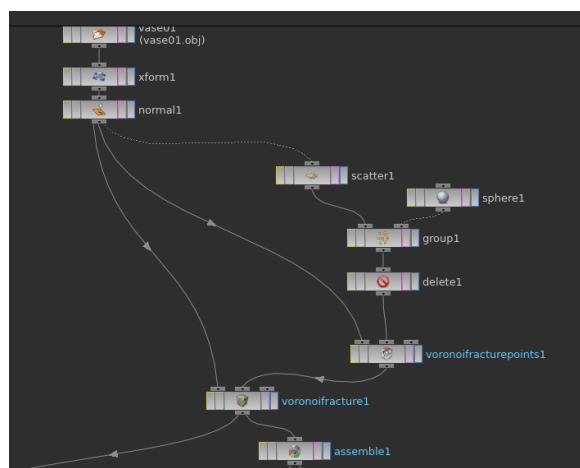 vase01
(vase01.obj)
xform1
normal1
scatter1
sphere1
group1
delete1
voronoifracturepoints1
voronoifracture1
assemble1